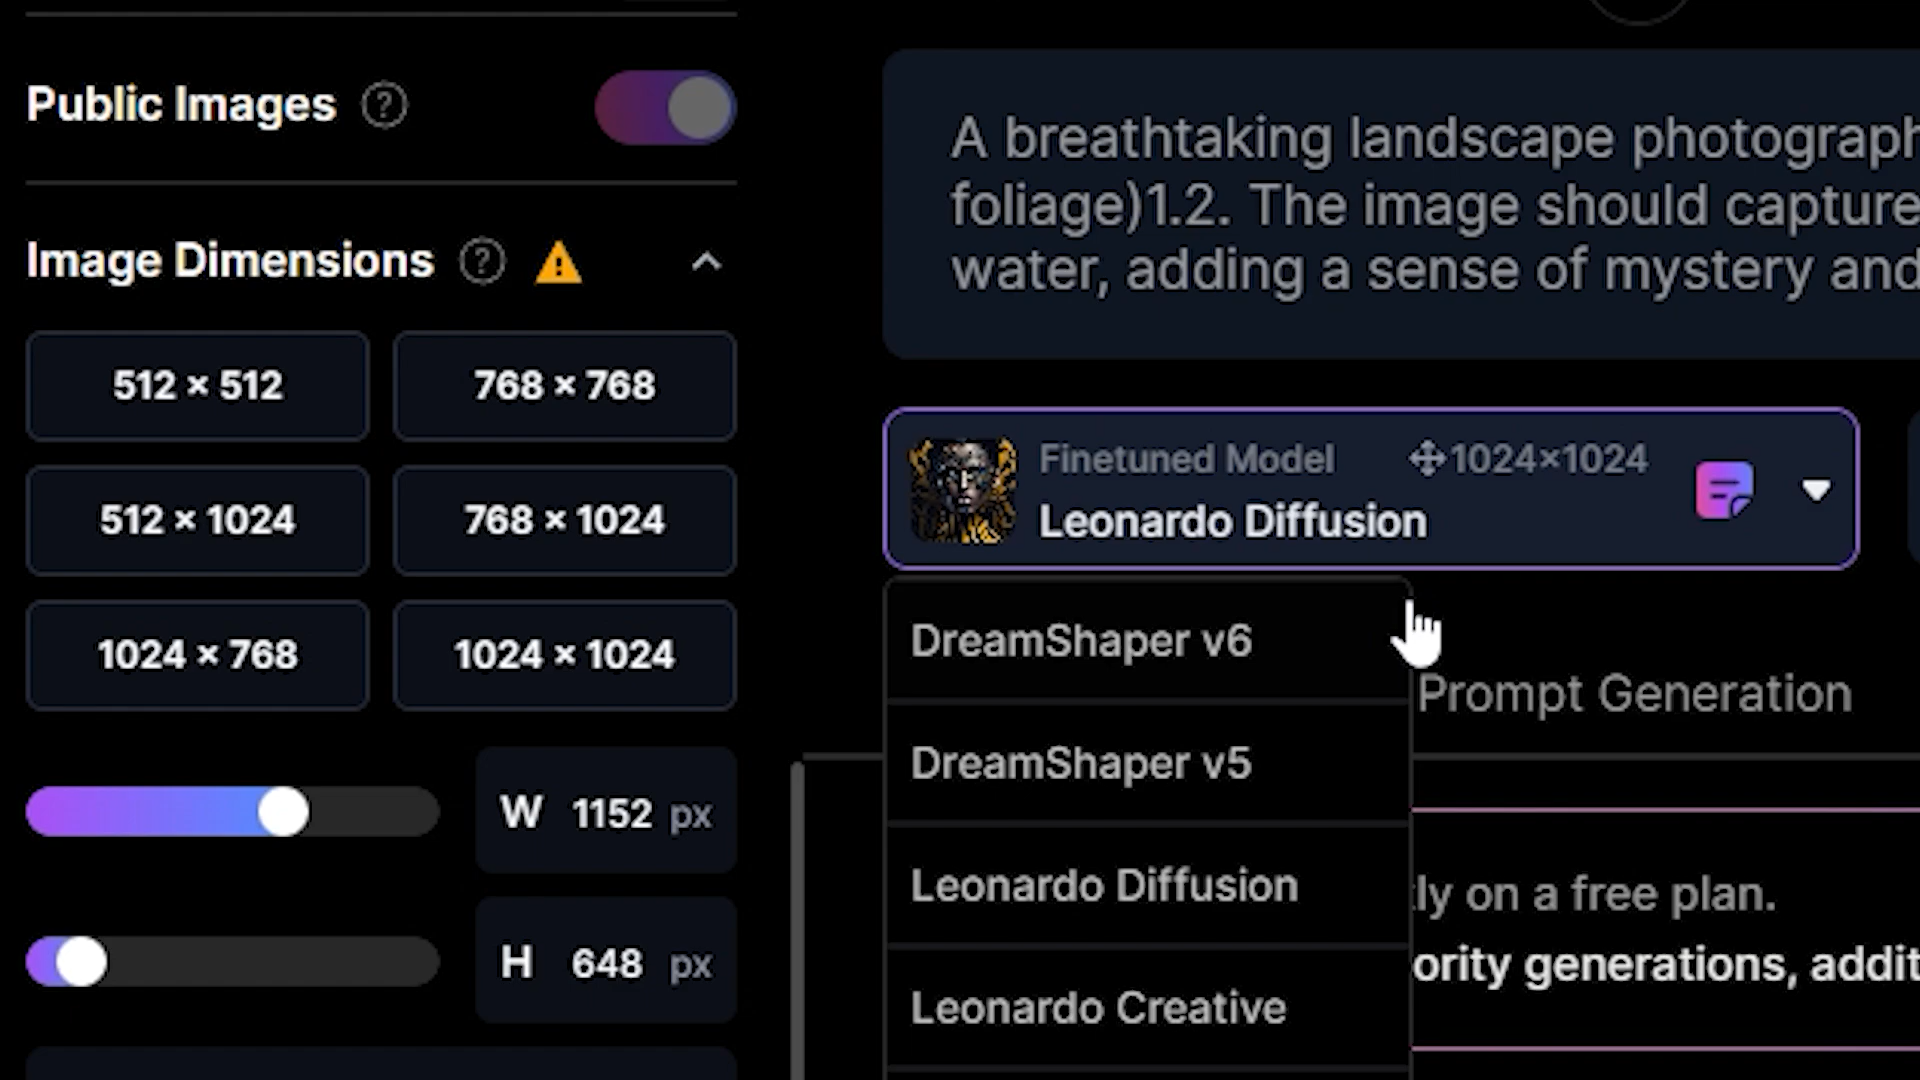 Public Images
Image Dimensions
512 × 512
768 × 768
512 × 1024
768 × 1024
1024 × 768
1024 × 1024
W 1152 px
H 648 px
A breathtaking landscape photograph
foliage)1.2. The image should capture
water, adding a sense of mystery and
Finetuned Model
1024×1024
Leonardo Diffusion
DreamShaper v6
DreamShaper v5
Leonardo Diffusion
Leonardo Creative
Prompt Generation
ly on a free plan.
ority generations, addit